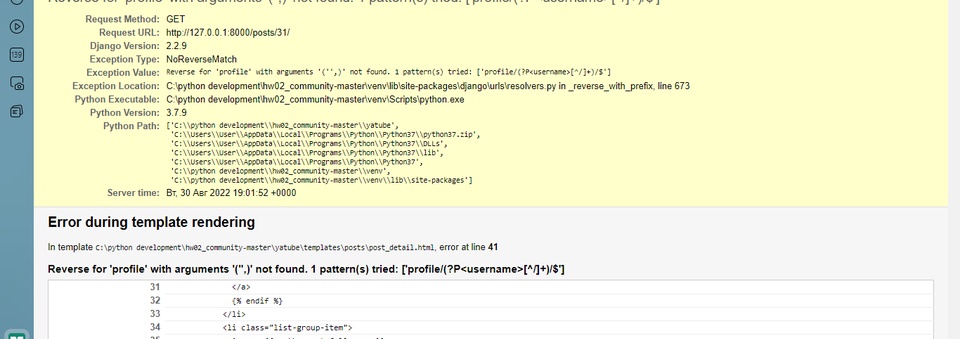 Reverse for 'profile' with arguments '('',)' not found. 1 pattern(s) tried: ['profile/(?P<username>[^/]+)/$']
Request Method: GET
Request URL: http://127.0.0.1:8000/posts/31/
Django Version: 2.2.9
Exception Type: NoReverseMatch
Exception Value: Reverse for 'profile' with arguments '('',)' not found. 1 pattern(s) tried: ['profile/(?P<username>[^/]+)/$']
Exception Location: C:\python development\hw02_community-master\venv\lib\site-packages\django\urls\resolvers.py in _reverse_with_prefix, line 673
Python Executable: C:\python development\hw02_community-master\venv\Scripts\python.exe
Python Version: 3.7.9
Python Path: ['C:\\python development\\hw02_community-master\\yatube',
'C:\\Users\\User\\AppData\\Local\\Programs\\Python\\Python37\\python37.zip',
'C:\\Users\\User\\AppData\\Local\\Programs\\Python\\Python37\\DLLs',
'C:\\Users\\User\\AppData\\Local\\Programs\\Python\\Python37\\lib',
'C:\\Users\\User\\AppData\\Local\\Programs\\Python\\Python37',
'C:\\python development\\hw02_community-master\\venv',
'C:\\python development\\hw02_community-master\\venv\\lib\\site-packages']
Server time: Вт, 30 Авг 2022 19:01:52 +0000
139
Error during template rendering
In template C:\python development\hw02_community-master\yatube\templates\posts\post_detail.html, error at line 41
Reverse for 'profile' with arguments '('',)' not found. 1 pattern(s) tried: ['profile/(?P<username>[^/]+)/$']
31 </a>
32 {% endif %}
33 </li>
34 <li class="list-group-item">